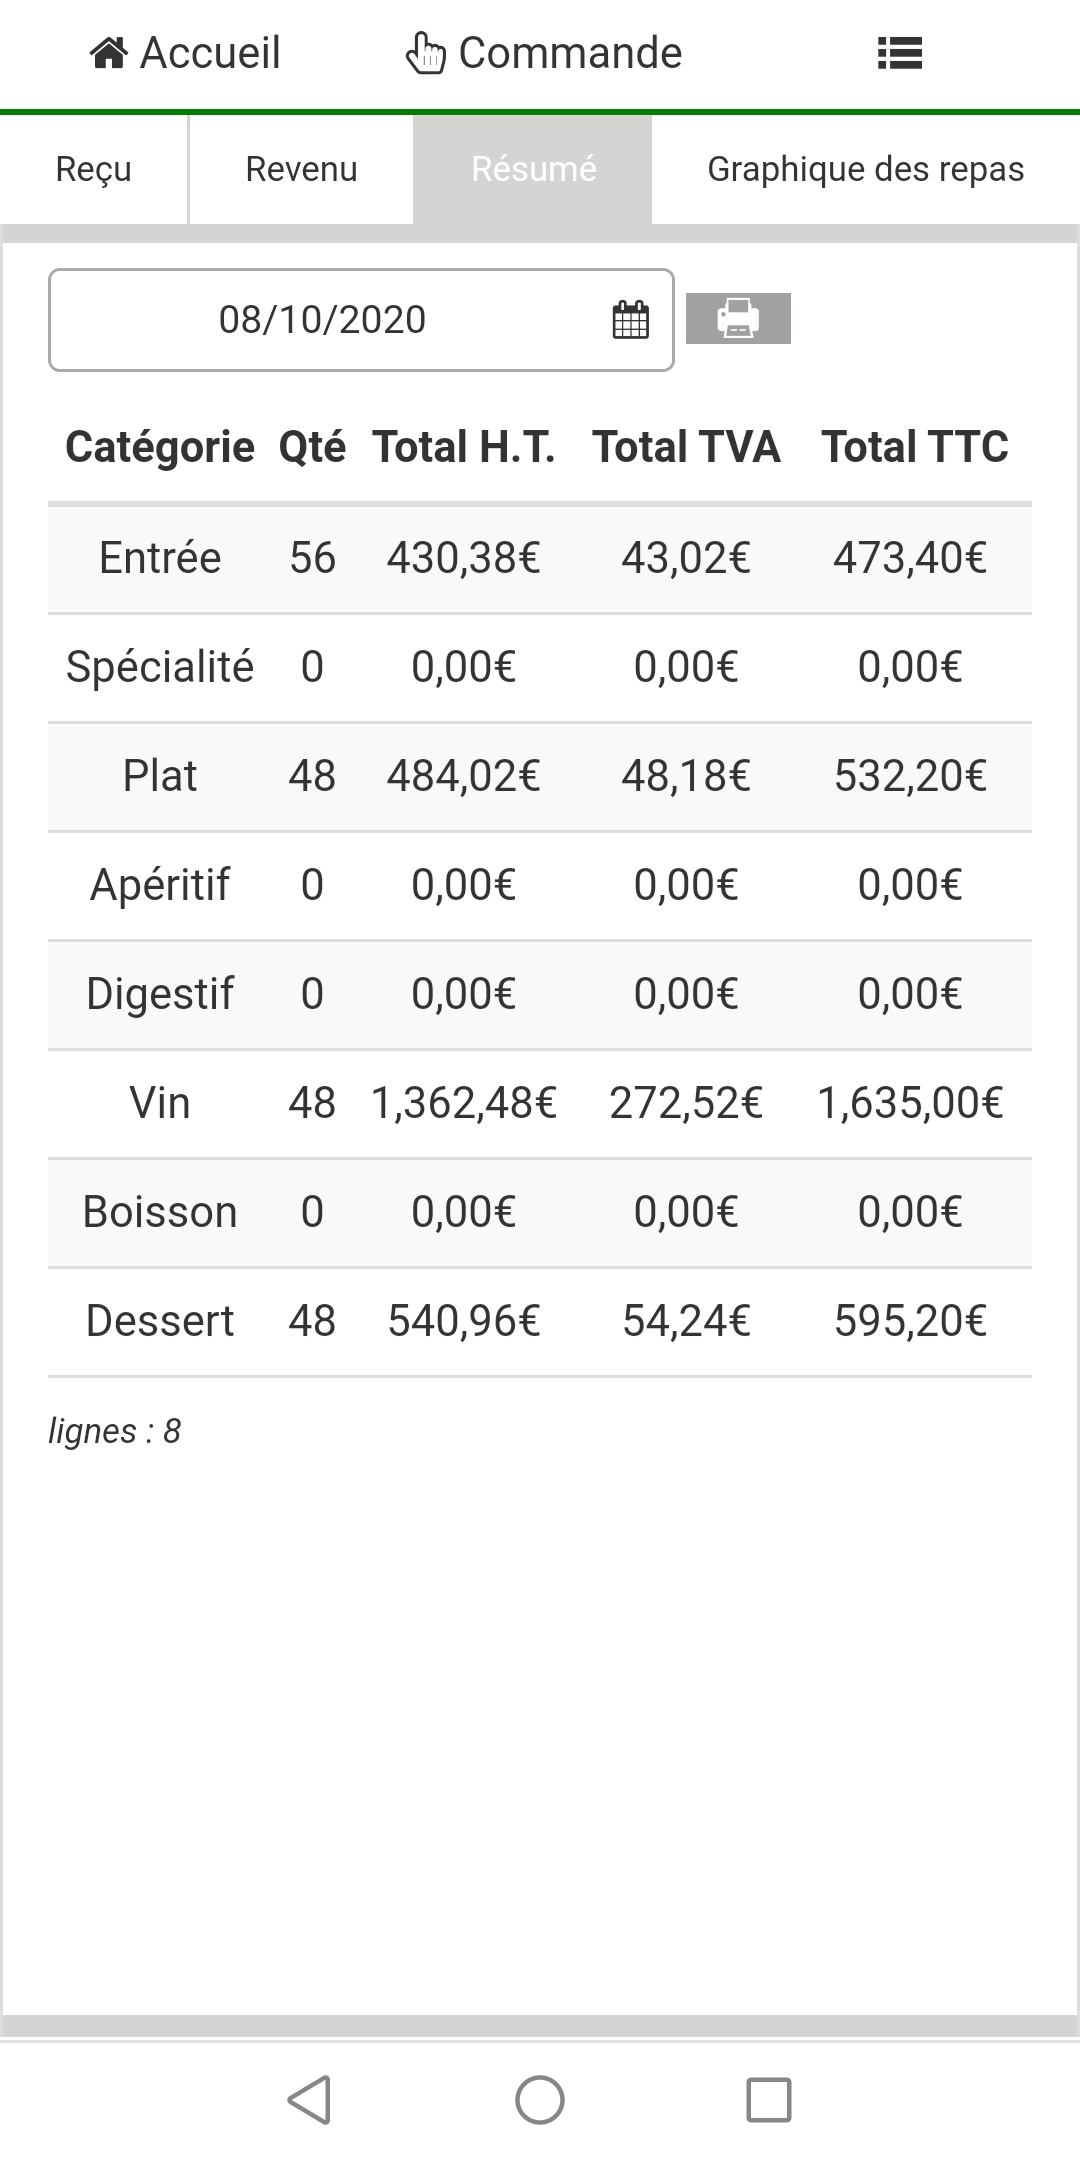 Accueil Commande
Reçu Revenu Résumé Graphique des repas
08/10/2020
Catégorie Qté Total H.T. Total TVA Total TTC
Entrée 56 430,38€ 43,02€ 473,40€
Spécialité 0 0,00€ 0,00€ 0,00€
Plat 48 484,02€ 48,18€ 532,20€
Apéritif 0 0,00€ 0,00€ 0,00€
Digestif 0 0,00€ 0,00€ 0,00€
Vin 48 1,362,48€ 272,52€ 1,635,00€
Boisson 0 0,00€ 0,00€ 0,00€
Dessert 48 540,96€ 54,24€ 595,20€
lignes : 8